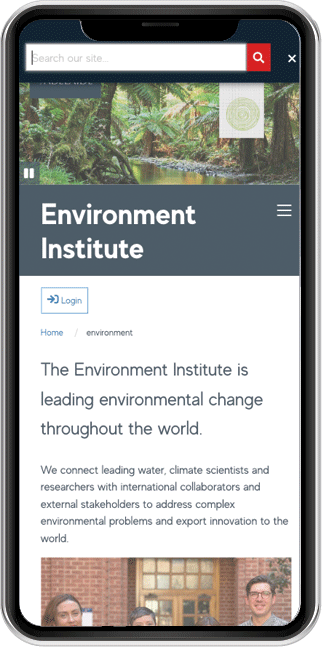 Search our site...
ADELAIDE
Environment
Institute
Login
Home / environment
The Environment Institute is
leading environmental change
throughout the world.
We connect leading water, climate scientists and
researchers with international collaborators and
external stakeholders to address complex
environmental problems and export innovation to the
world.